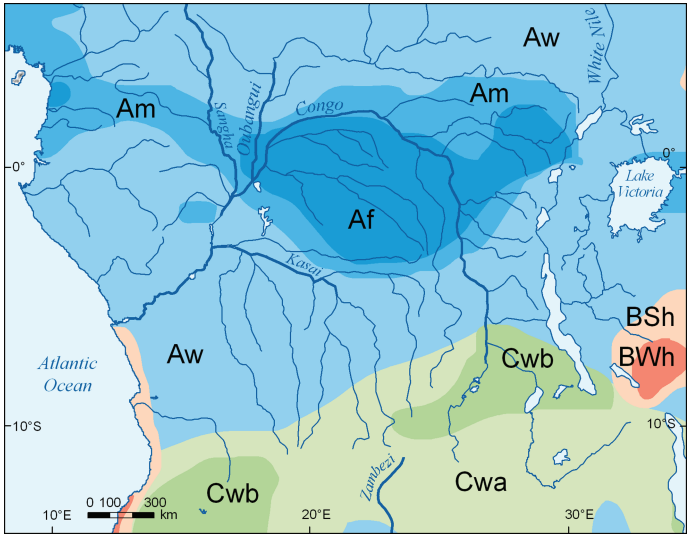 Aw
White Nile
Am
Am
Sangha
Oubangui
Congo
0°
0°
Lake
Victoria
Af
Kasai
BSh
Aw
Cwb
BWh
Atlantic
Ocean
10°S
10°S
Zambezi
Cwb
Cwa
0 100 300
km
10°E
20°E
30°E